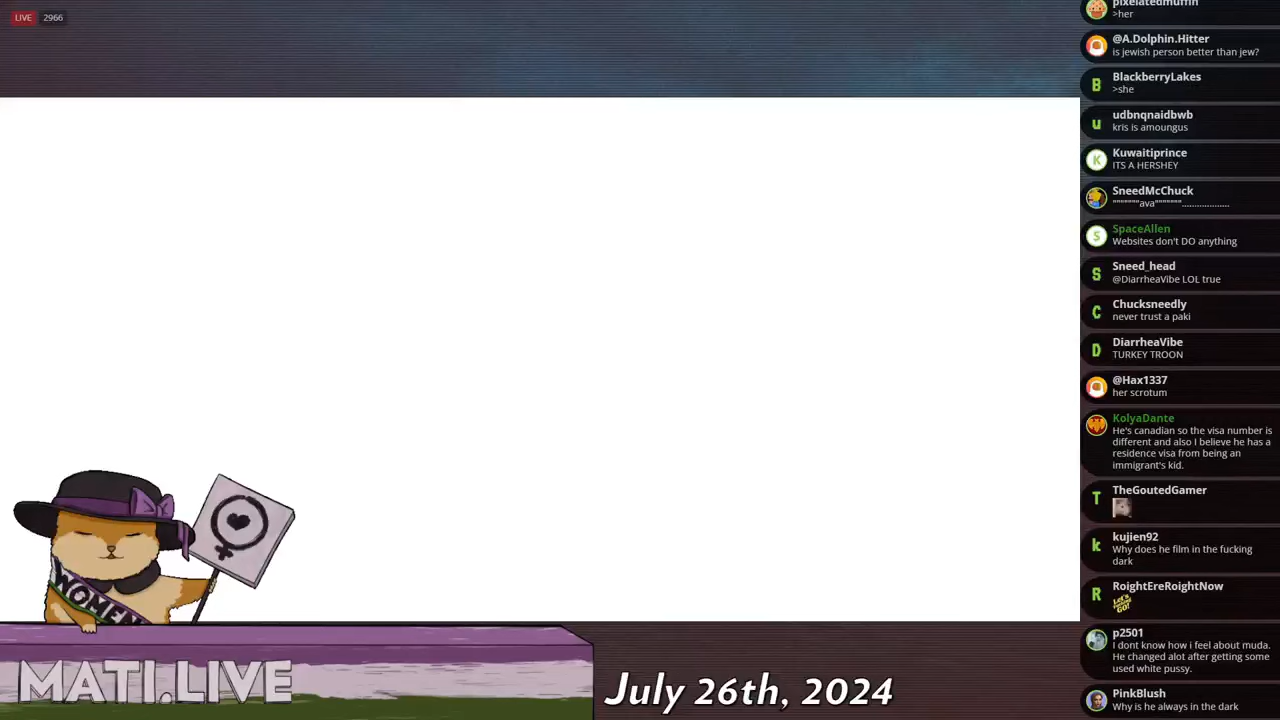 LIVE 2966
pixelatedmuffin
>her
@A.Dolphin.Hitter
is jewish person better than jew?
B
BlackberryLakes
>she
u
udbnqnaidbwb
kris is amoungus
K
Kuwaitiprince
ITS A HERSHEY
SneedMcChuck
"""""""ava"""""""...................
S
SpaceAllen
Websites don't DO anything
S
Sneed_head
@DiarrheaVibe LOL true
C
Chucksneedly
never trust a paki
D
DiarrheaVibe
TURKEY TROON
@Hax1337
her scrotum
KolyaDante
He's canadian so the visa number is
different and also I believe he has a
residence visa from being an
immigrant's kid.
T
TheGoutedGamer
k
kujien92
Why does he film in the fucking
dark
R
RoightEreRoightNow
Let's
GO!
p2501
I dont know how i feel about muda.
He changed alot after getting some
used white pussy.
PinkBlush
Why is he always in the dark
WOMEN
MATI.LIVE
July 26th, 2024